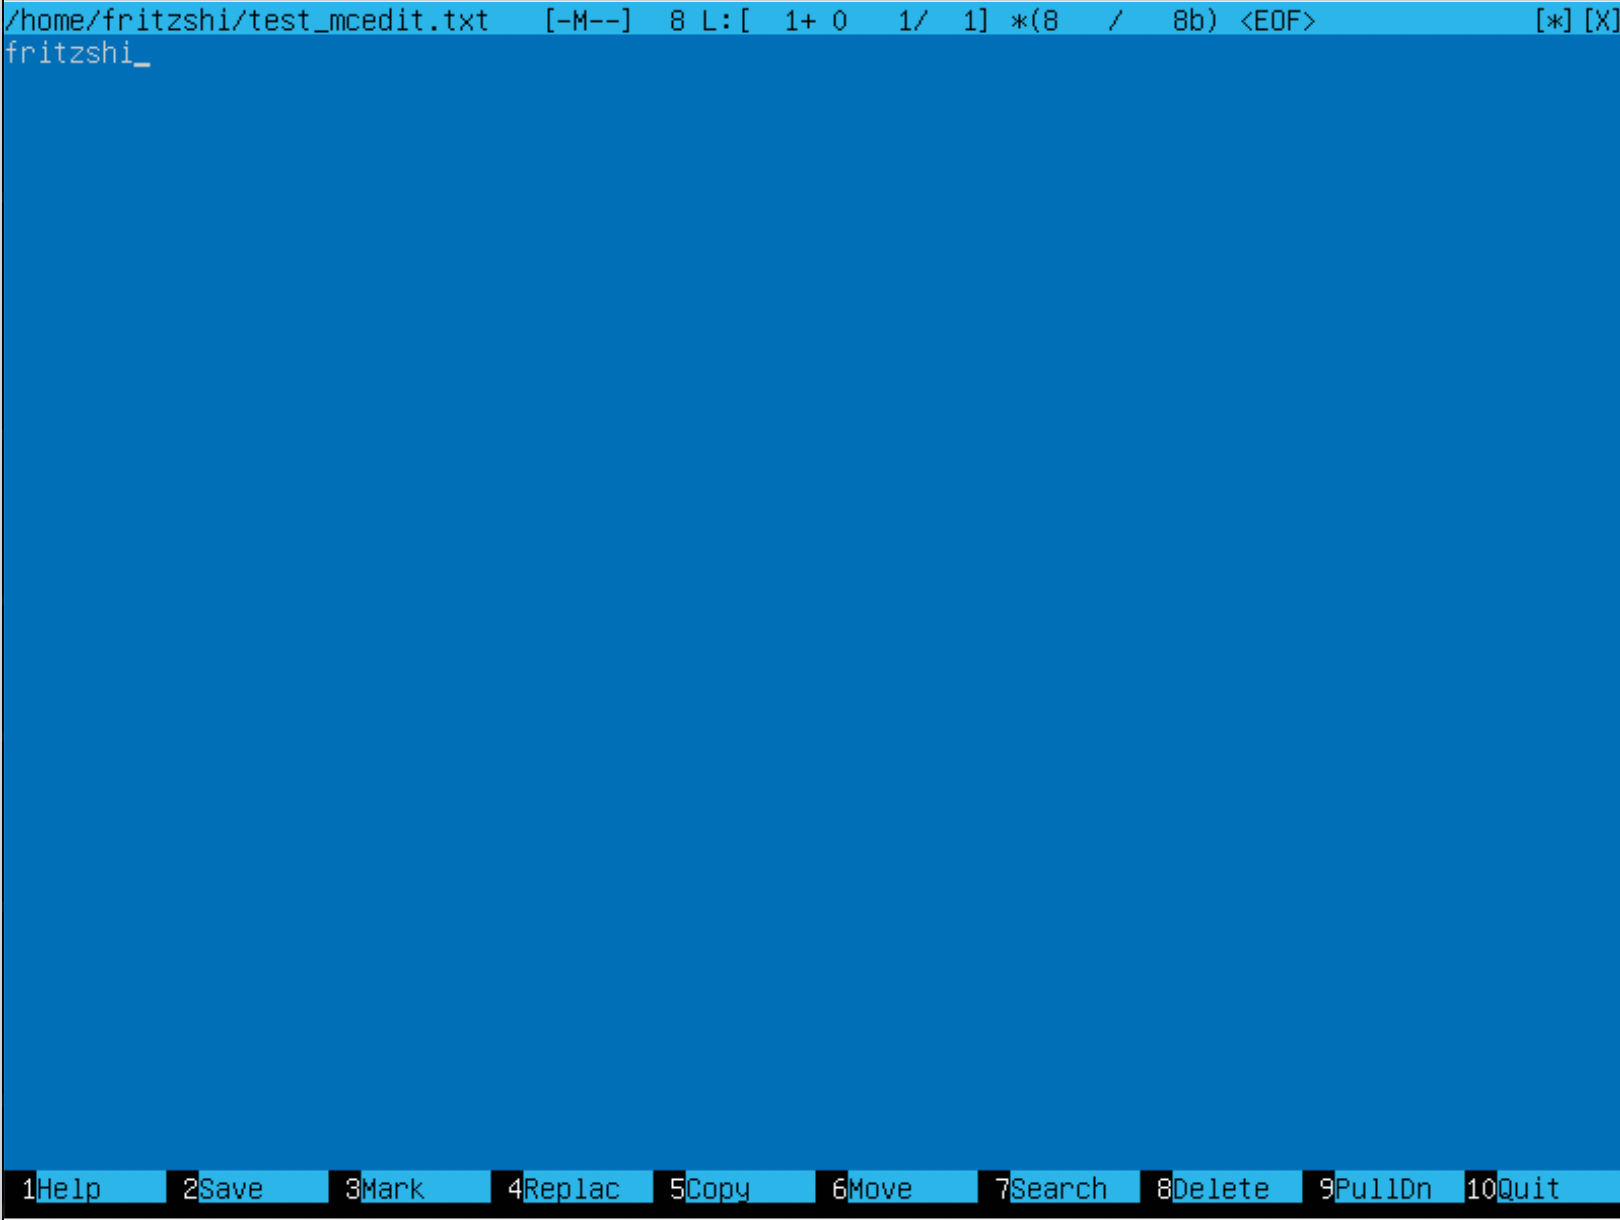 /home/fritzshi/test_mcedit.txt [-M--] 8 L:[ 1+ 0 1/ 1] *(8 / 8b) <EOF> [*][X]
fritzshi_
1Help 2Save 3Mark 4Replac 5Copy 6Move 7Search 8Delete 9PullDn 10Quit